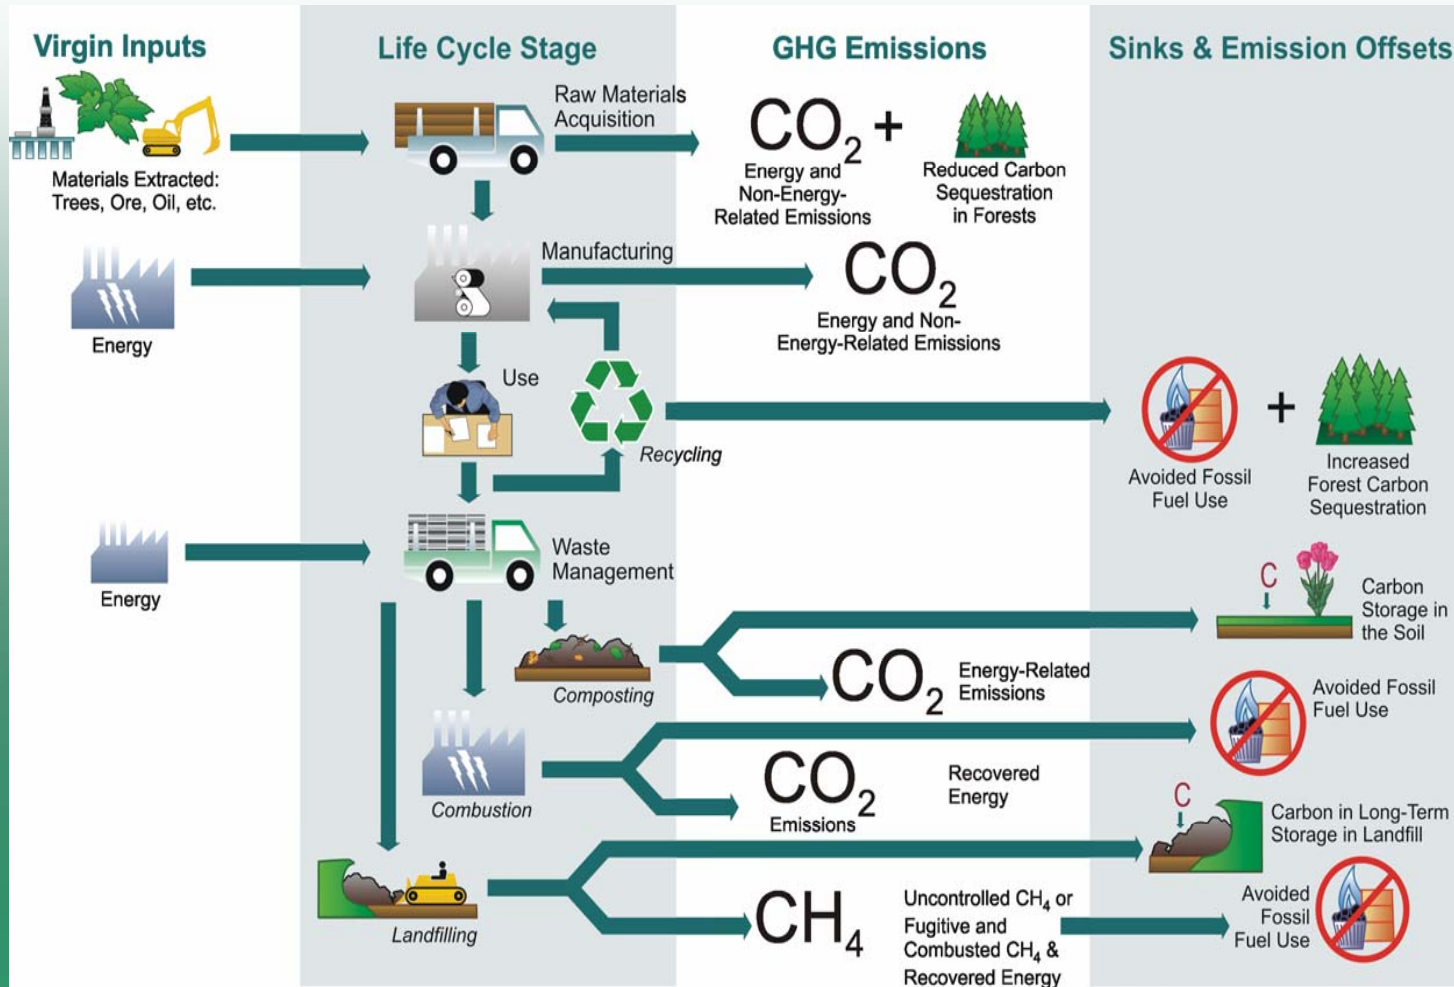 Virgin Inputs
Life Cycle Stage
GHG Emissions
Sinks & Emission Offsets
Materials Extracted:
Trees, Ore, Oil, etc.
Raw Materials
Acquisition
CO₂ +
Energy and
Non-Energy-
Related Emissions
Reduced Carbon
Sequestration
in Forests
Energy
Manufacturing
CO₂
Energy and Non-
Energy-Related Emissions
Use
Recycling
+
Avoided Fossil
Fuel Use
Increased
Forest Carbon
Sequestration
Energy
Waste
Management
Composting
CO₂
Energy-Related
Emissions
C
Carbon
Storage in
the Soil
Combustion
CO₂
Emissions
Recovered
Energy
Avoided Fossil
Fuel Use
Landfilling
C
Carbon in Long-Term
Storage in Landfill
CH₄
Uncontrolled CH₄ or
Fugitive and
Combusted CH₄ &
Recovered Energy
Avoided
Fossil
Fuel Use